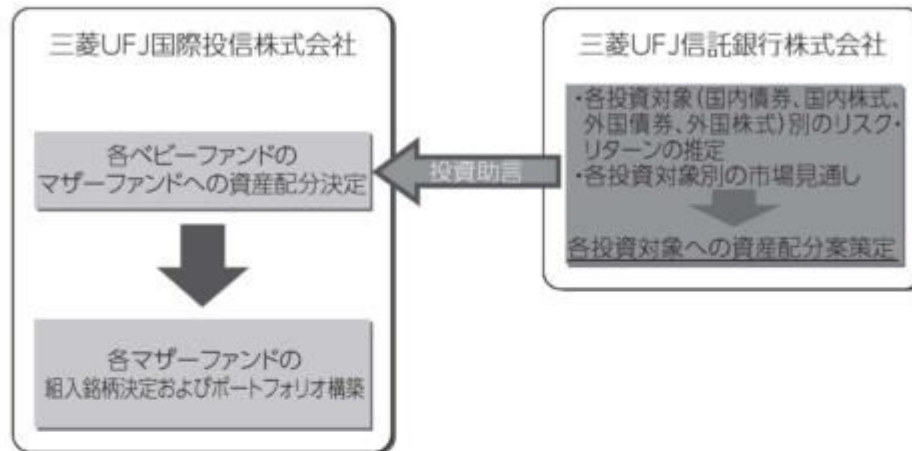 三菱UFJ国際投信株式会社
各ベビーファンドの
マザーファンドへの資産配分決定
各マザーファンドの
組入銘柄決定およびポートフォリオ構築
投資助言
三菱UFJ信託銀行株式会社
・各投資対象(国内債券、国内株式、
外国債券、外国株式)別のリスク・
リターンの推定
・各投資対象別の市場見通し
各投資対象への資産配分案策定